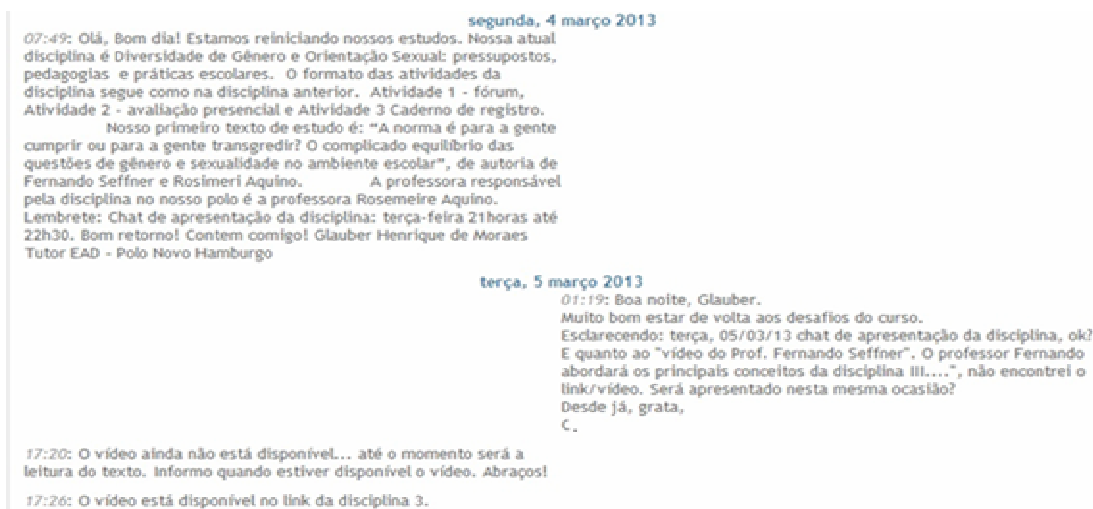 segunda, 4 março 2013
07:49: Olá, Bom dia! Estamos reiniciando nossos estudos. Nossa atual
disciplina é Diversidade de Gênero e Orientação Sexual: pressupostos,
pedagogias e práticas escolares. O formato das atividades da
disciplina segue como na disciplina anterior. Atividade 1 - fórum,
Atividade 2 - avaliação presencial e Atividade 3 Caderno de registro.
Nosso primeiro texto de estudo é: "A norma é para a gente
cumprir ou para a gente transgredir? O complicado equilíbrio das
questões de gênero e sexualidade no ambiente escolar", de autoria de
Fernando Seffner e Rosimeri Aquino. A professora responsável
pela disciplina no nosso polo é a professora Rosemeire Aquino.
Lembrete: Chat de apresentação da disciplina: terça-feira 21horas até
22h30. Bom retorno! Contem comigo! Glauber Henrique de Moraes
Tutor EAD - Polo Novo Hamburgo
terça, 5 março 2013
01:19: Boa noite, Glauber.
Muito bom estar de volta aos desafios do curso.
Esclarecendo: terça, 05/03/13 chat de apresentação da disciplina, ok?
E quanto ao "vídeo do Prof. Fernando Seffner". O professor Fernando
abordará os principais conceitos da disciplina III....", não encontrei o
link/vídeo. Será apresentado nesta mesma ocasião?
Desde já, grata,
C.
17:20: O vídeo ainda não está disponível... até o momento será a
leitura do texto. Informo quando estiver disponível o vídeo. Abraços!
17:26: O vídeo está disponível no link da disciplina 3.